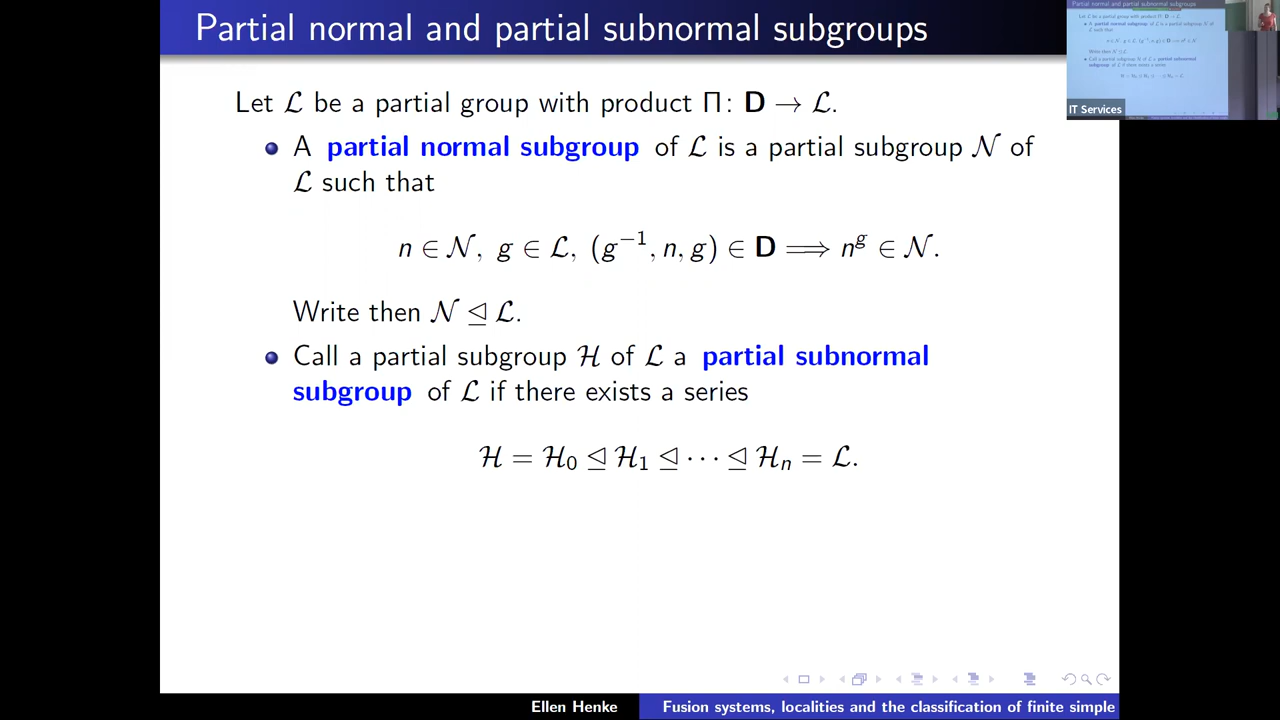 Partial normal and partial subnormal subgroups
Let ℒ be a partial group with product Π: D → ℒ.
A partial normal subgroup of ℒ is a partial subgroup 𝒩 of
ℒ such that
n ∈ 𝒩, g ∈ ℒ, (g⁻¹, n, g) ∈ D ⟹ nᵍ ∈ 𝒩.
Write then 𝒩 ⊴ ℒ.
Call a partial subgroup ℋ of ℒ a partial subnormal
subgroup of ℒ if there exists a series
ℋ = ℋ₀ ⊴ ℋ₁ ⊴ ⋯ ⊴ ℋₙ = ℒ.
IT Services
Ellen Henke
Fusion systems, localities and the classification of finite simple